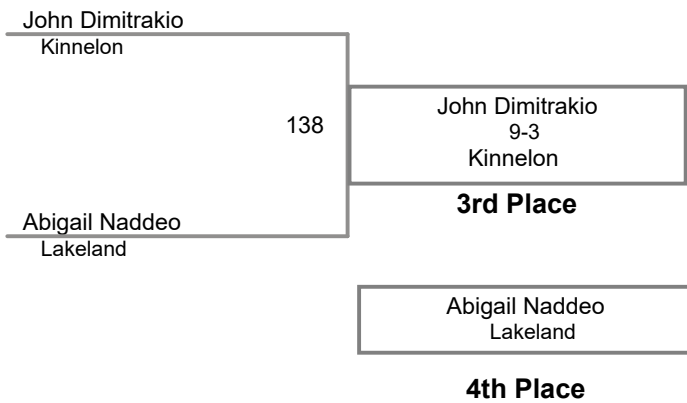 John Dimitrakio
Kinnelon
138
John Dimitrakio
9-3
Kinnelon
3rd Place
Abigail Naddeo
Lakeland
Abigail Naddeo
Lakeland
4th Place